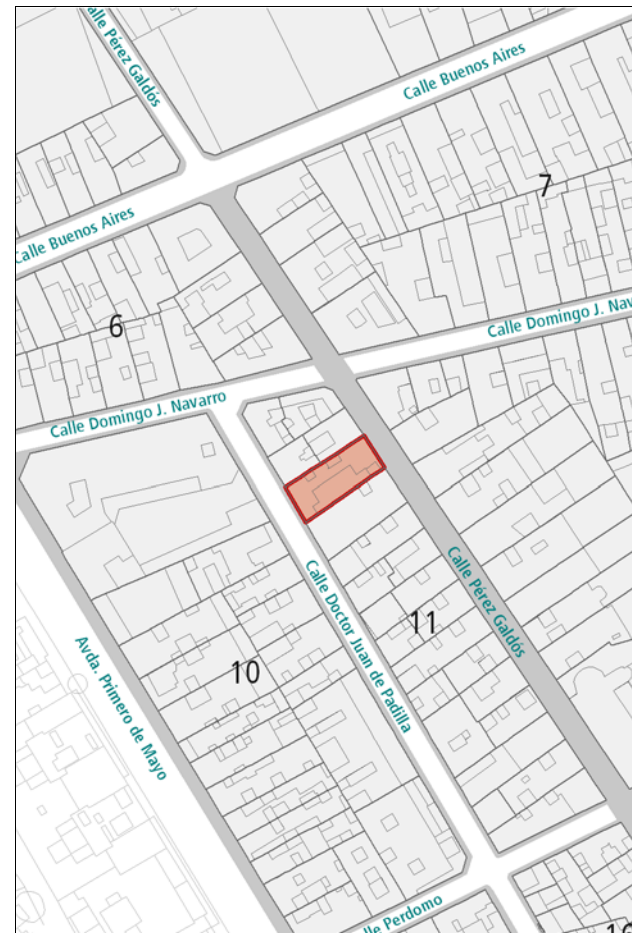 alle Pérez Galdós
Calle Buenos Aires
7
Calle Buenos Aires
6
Calle Domingo J. Nav
Calle Domingo J. Navarro
Calle Pérez Galdós
Calle Doctor Juan de Padilla
11
10
Avda. Primero de Mayo
lle Perdomo